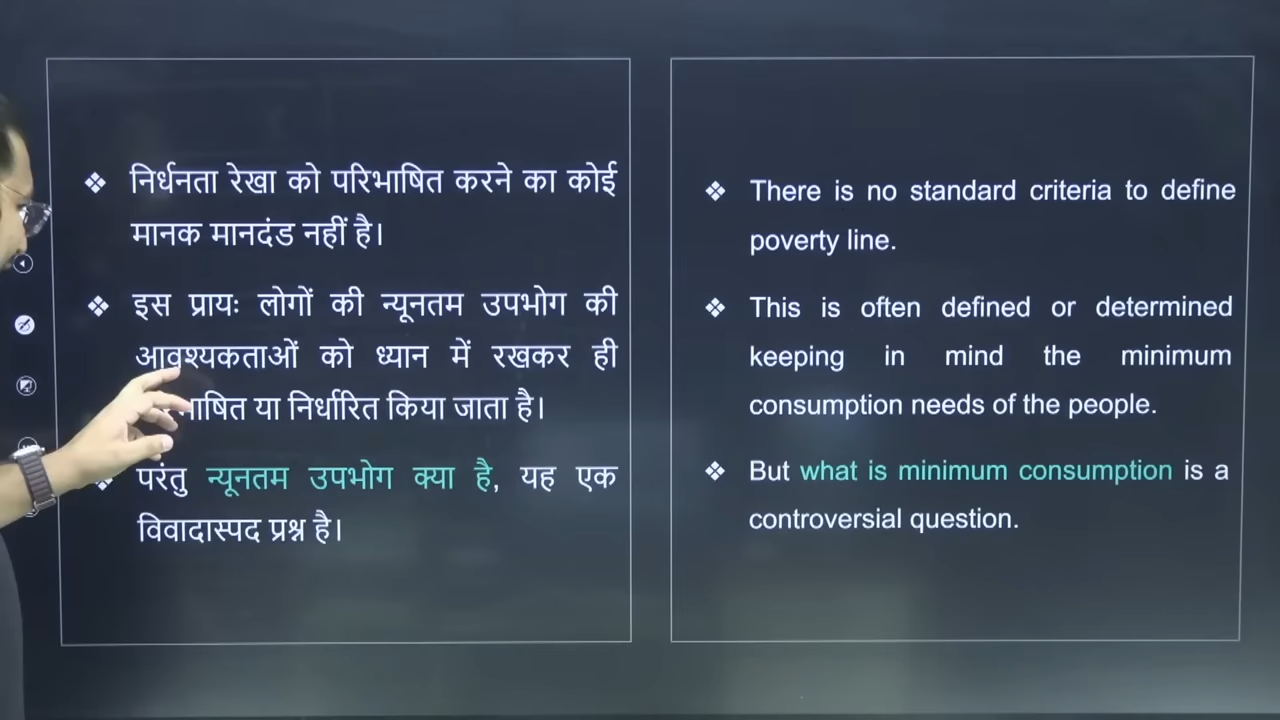 ❖ निर्धनता रेखा को परिभाषित करने का कोई
मानक मानदंड नहीं है।
❖ इस प्रायः लोगों की न्यूनतम उपभोग की
आवश्यकताओं को ध्यान में रखकर ही
या निर्धारित किया जाता है।
❖ परंतु न्यूनतम उपभोग क्या है, यह एक
विवादास्पद प्रश्न है।
❖ There is no standard criteria to define
poverty line.
❖ This is often defined or determined
keeping in mind the minimum
consumption needs of the people.
❖ But what is minimum consumption is a
controversial question.